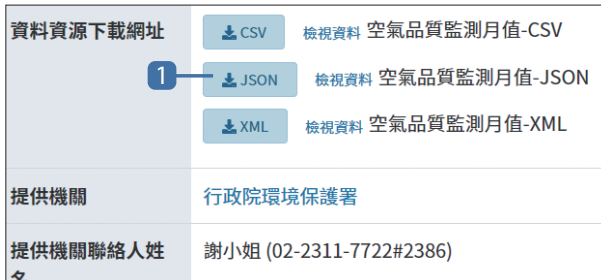 資料資源下載網址
CSV 檢視資料 空氣品質監測月值-CSV
1 JSON 檢視資料 空氣品質監測月值-JSON
XML 檢視資料 空氣品質監測月值-XML
提供機關 行政院環境保護署
提供機關聯絡人姓 謝小姐 (02-2311-7722#2386)
名